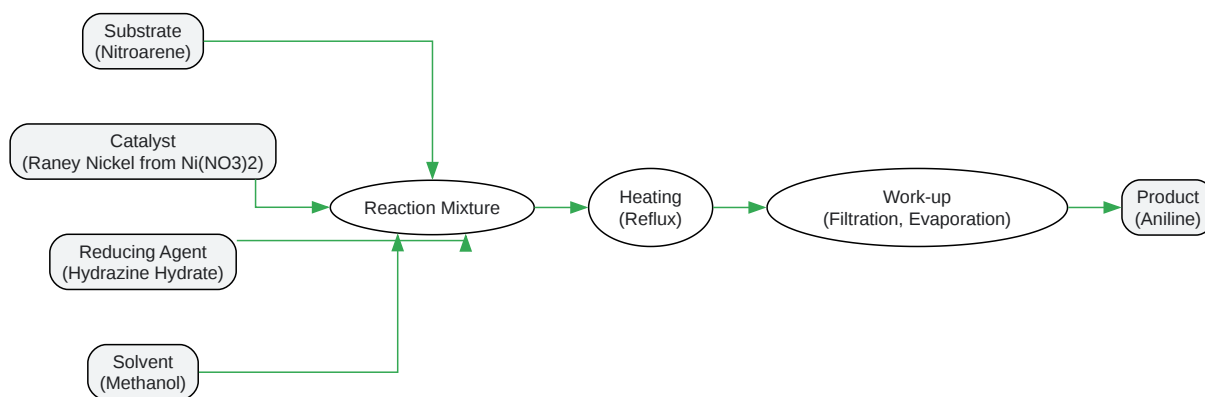 Substrate
(Nitroarene)
Catalyst
(Raney Nickel from Ni(NO3)2)
Reducing Agent
(Hydrazine Hydrate)
Solvent
(Methanol)
Reaction Mixture
Heating
(Reflux)
Work-up
(Filtration, Evaporation)
Product
(Aniline)